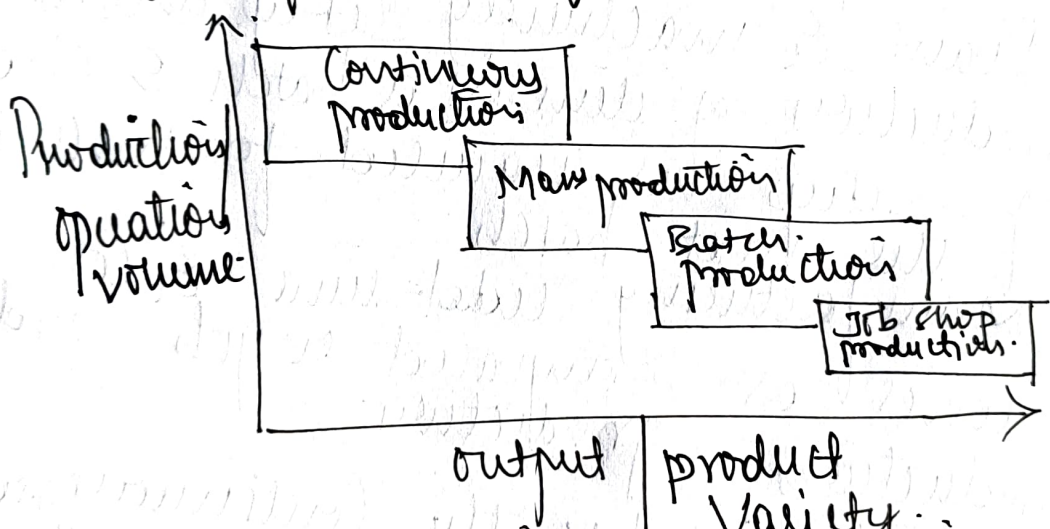 Continuous
production
Production
operation
volume
Mass production
Batch
production
Job shop
production.
output | product
Variety.